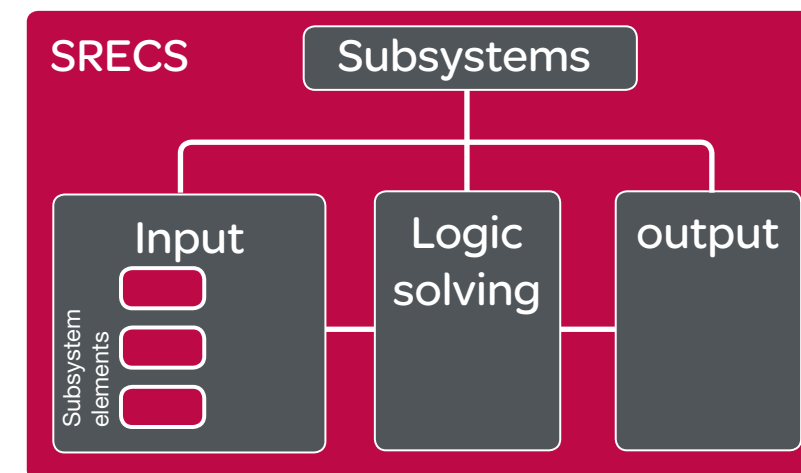 SRECS
Subsystems
Input
Subsystem
elements
Logic
solving
output